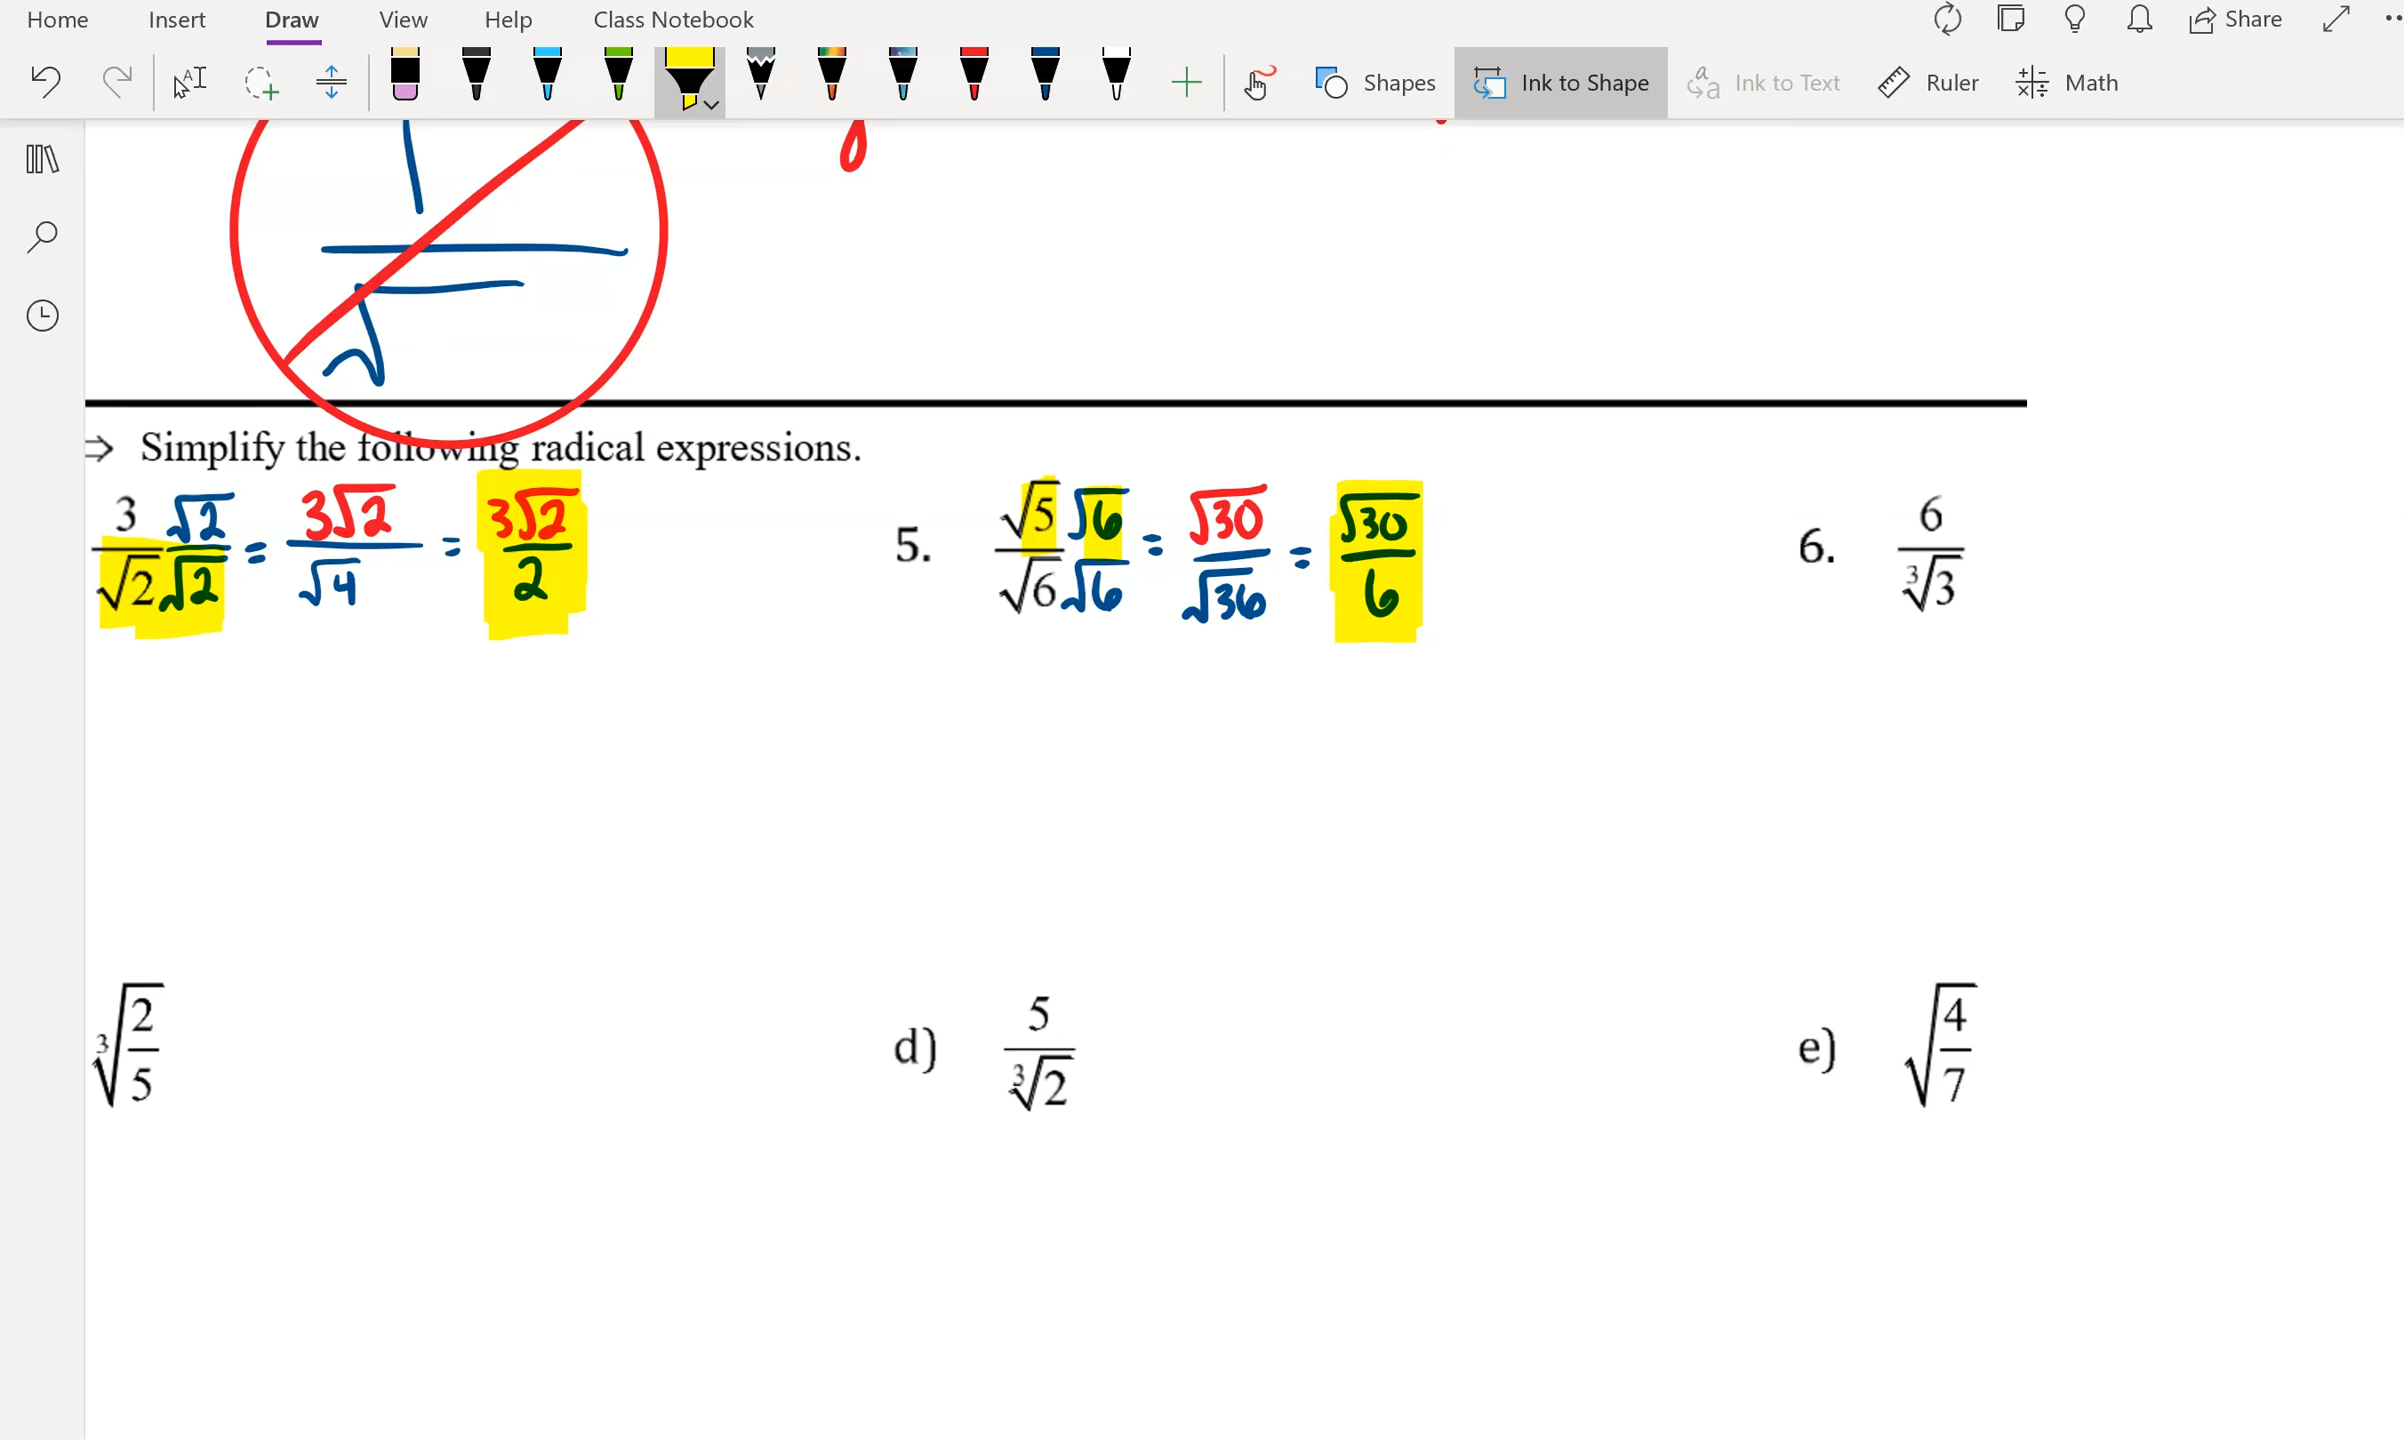 Home Insert Draw View Help Class Notebook Share
Shapes Ink to Shape Ink to Text Ruler Math
⇒ Simplify the following radical expressions.
3/√2 √2/√2 = 3√2/√4 = 3√2/2
5. √5/√6 √6/√6 = √30/√36 = √30/6
6. 6/∛3
∛(2/5)
d) 5/∛2
e) √(4/7)